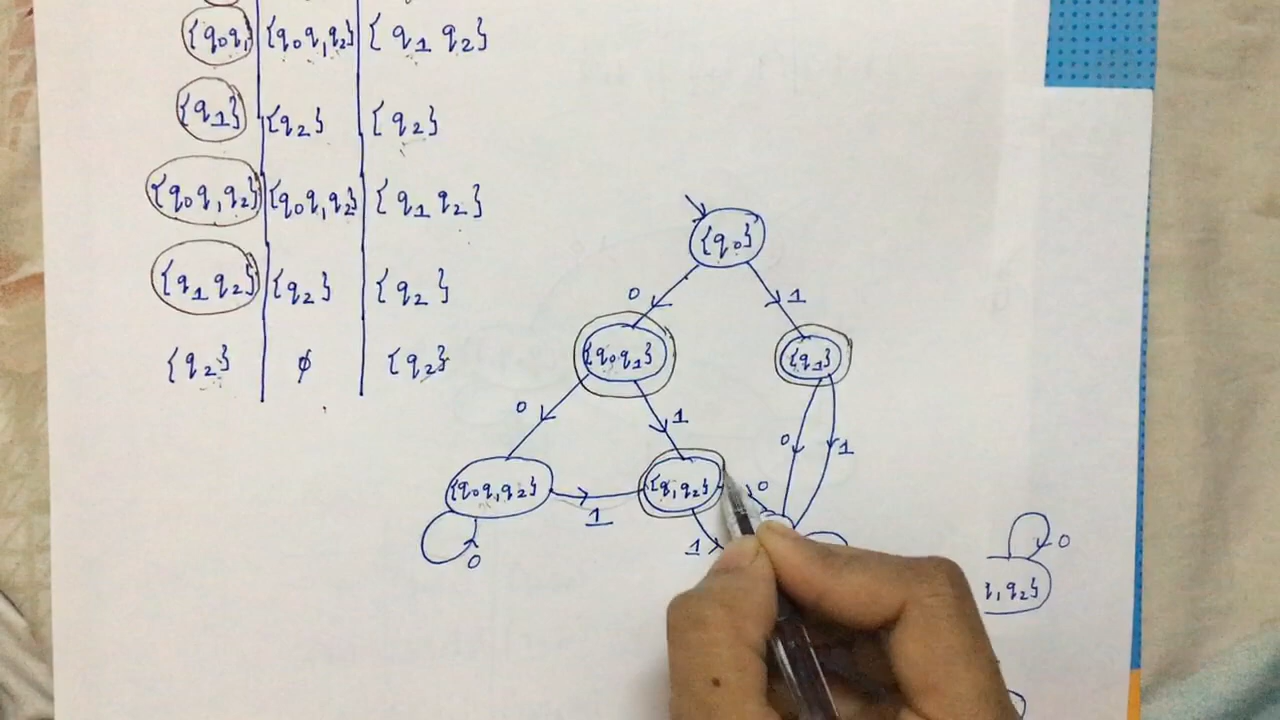 {q₀q₁} {q₀q₁q₂} {q₁ q₂}
{q₁} {q₂} {q₂}
{q₀q₁q₂} {q₀q₁q₂} {q₁ q₂}
{q₁ q₂} {q₂} {q₂}
{q₂} ϕ {q₂}
{q₀}
0 1
{q₀q₁} {q₁}
0 1 0 1
{q₀q₁q₂} 1 {q₁q₂} 0
0 1
0
q₂}